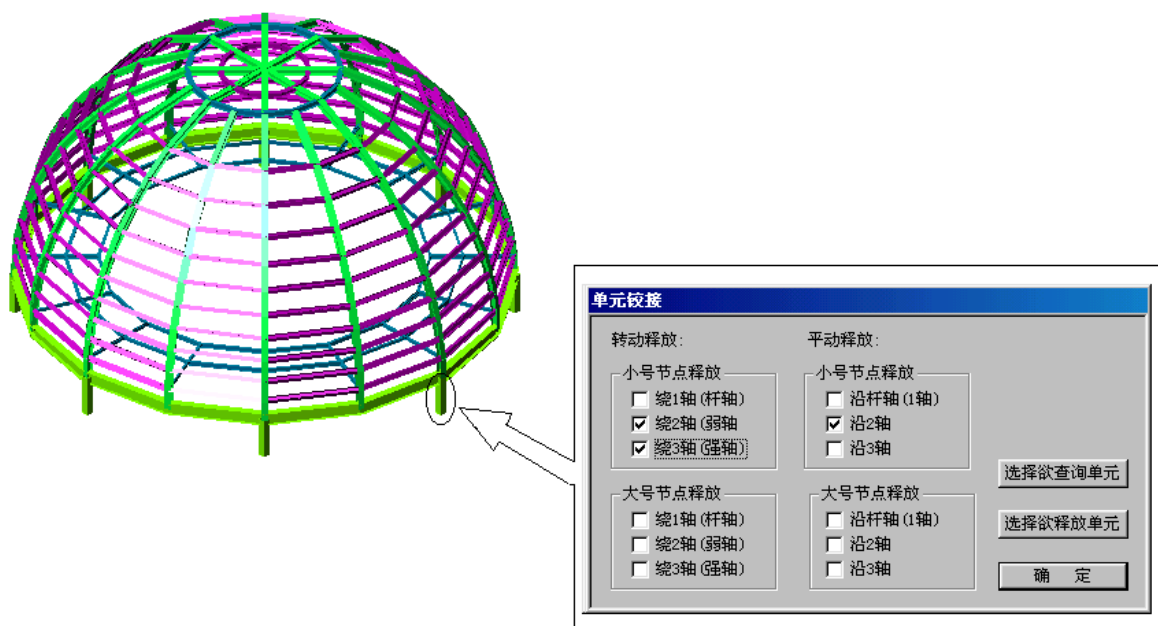 单元铰接
转动释放:
平动释放:
小号节点释放
绕1轴(杆轴)
绕2轴(弱轴
绕3轴(强轴)
小号节点释放
沿杆轴(1轴)
沿2轴
沿3轴
大号节点释放
绕1轴(杆轴)
绕2轴(弱轴)
绕3轴(强轴)
大号节点释放
沿杆轴(1轴)
沿2轴
沿3轴
选择欲查询单元
选择欲释放单元
确 定